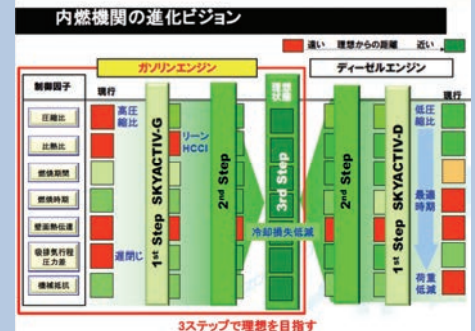 内燃機関の進化ビジョン
遠い 理想からの距離 近い
ガソリンエンジン
ディーゼルエンジン
制御因子
現行
理想状態
現行
圧縮比
比熱比
燃焼期間
燃焼時期
壁面熱伝達
吸排気行程
圧力差
機械抵抗
高圧
縮比
遅閉じ
1st Step SKYACTIV-G
リーン
HCCI
2nd Step
3rd Step
冷却損失低減
2nd Step
1st Step SKYACTIV-D
低圧
縮比
最適
時期
荷重
低減
3ステップで理想を目指す